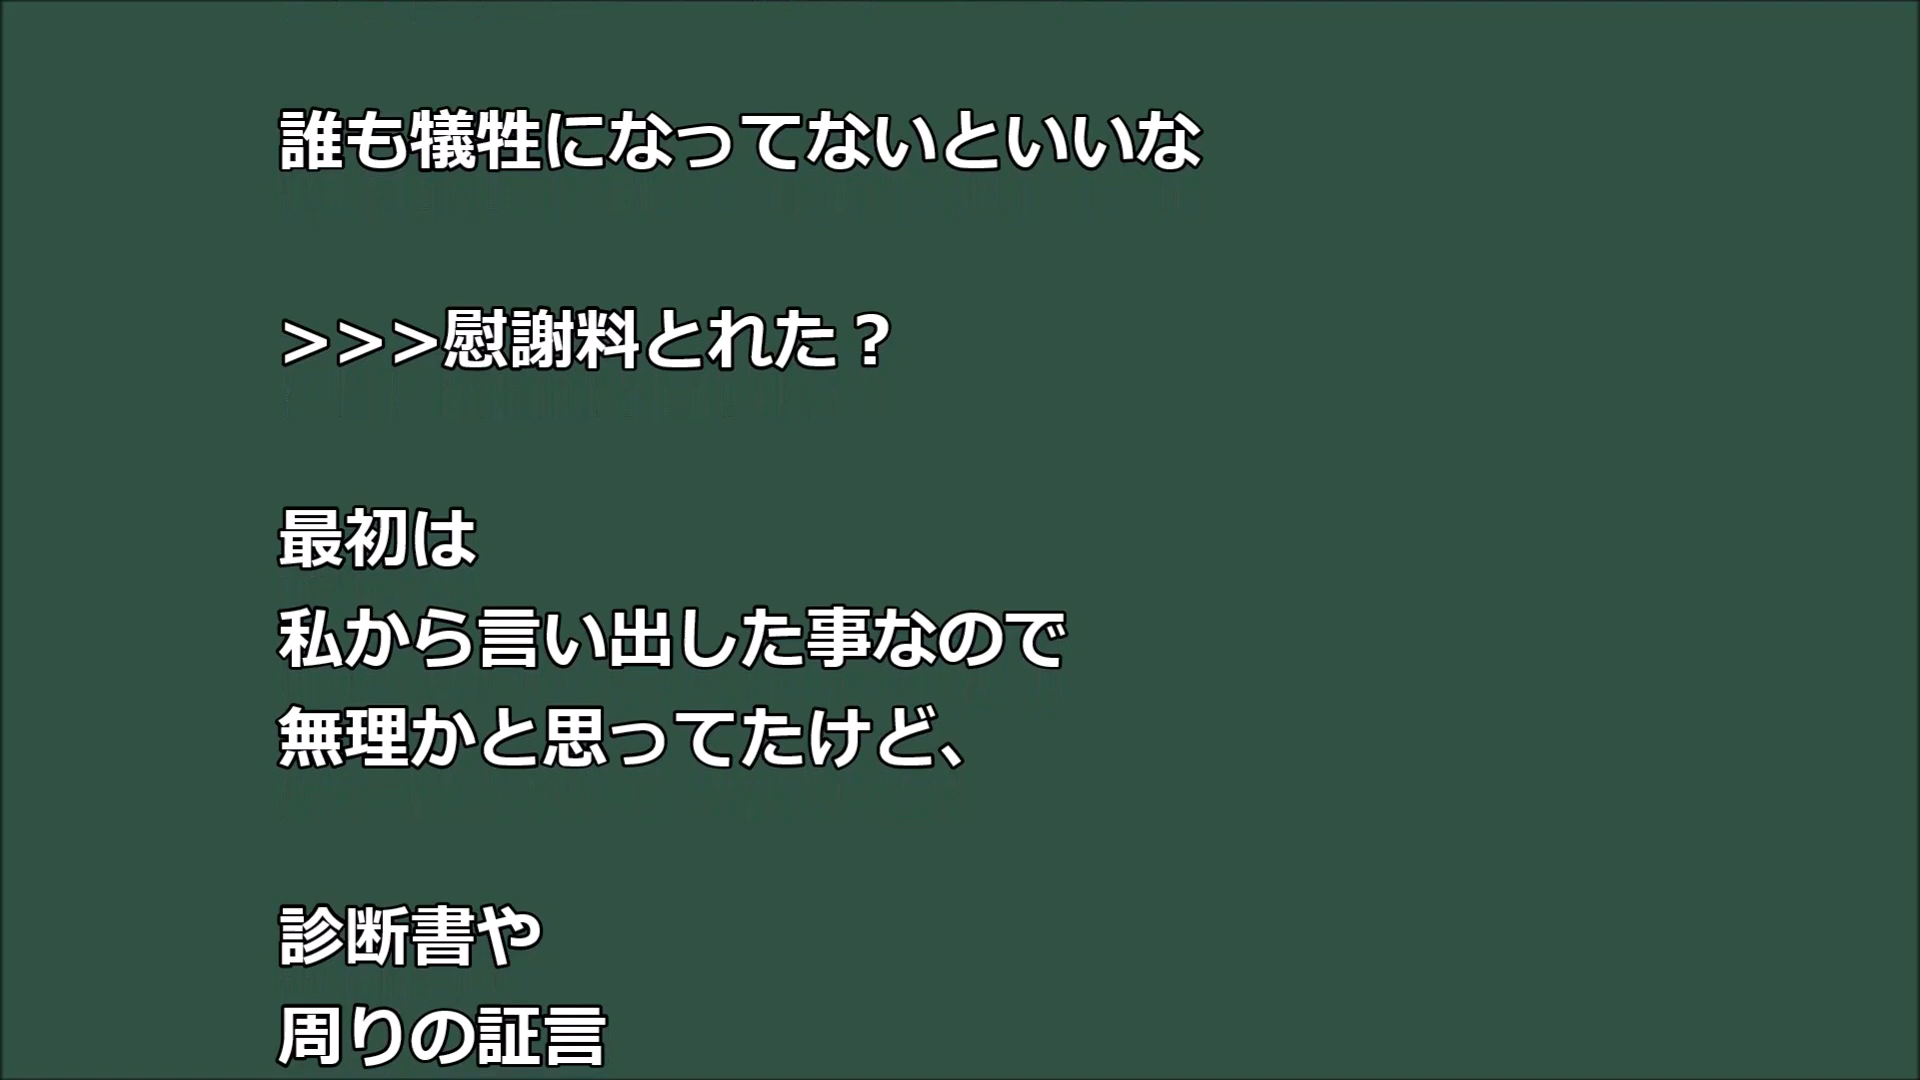 誰も犠牲になってないといいな
>>>慰謝料とれた？
最初は
私から言い出した事なので
無理かと思ってたけど、
診断書や
周りの証言